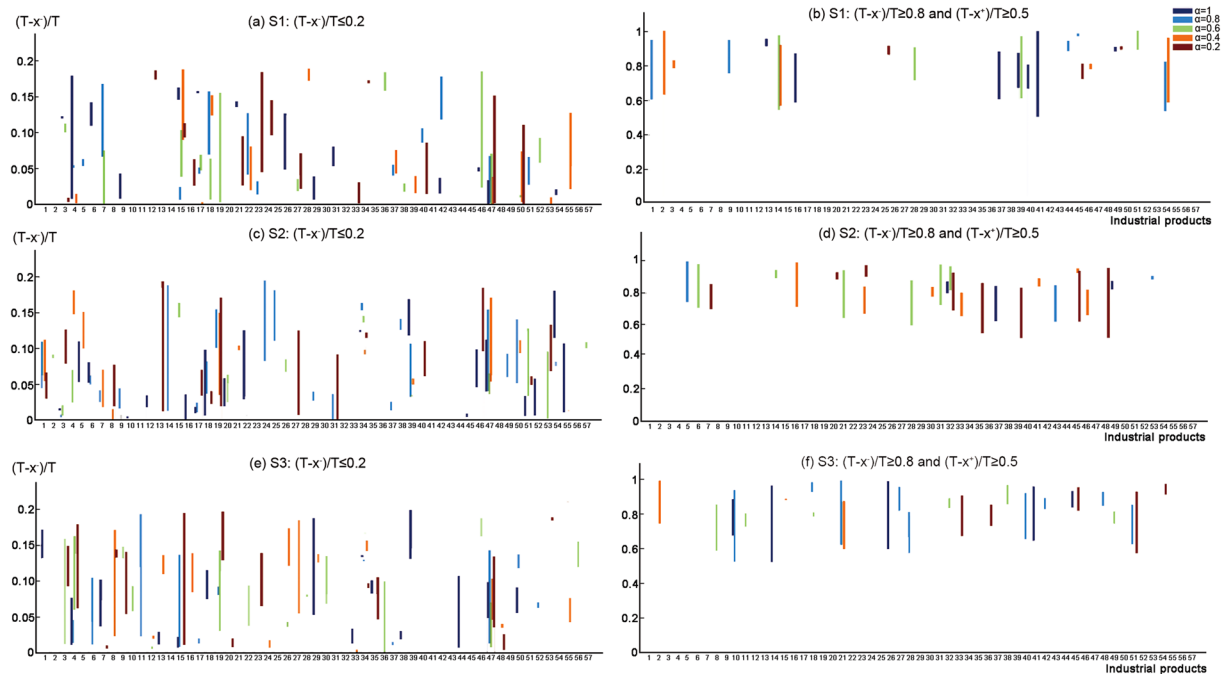 (T-x⁻)/T
(a) S1: (T-x⁻)/T≤0.2
0.2
0.15
0.10
0.05
0
1 2 3 4 5 6 7 8 9 10 11 12 13 14 15 16 17 18 19 20 21 22 23 24 25 26 27 28 29 30 31 32 33 34 35 36 37 38 39 40 41 42 43 44 45 46 47 48 49 50 51 52 53 54 55 56 57
(b) S1: (T-x⁻)/T≥0.8 and (T-x⁺)/T≥0.5
α=1
α=0.8
α=0.6
α=0.4
α=0.2
1
0.8
0.6
0.4
0.2
0
1 2 3 4 5 6 7 8 9 10 11 12 13 14 15 16 17 18 19 20 21 22 23 24 25 26 27 28 29 30 31 32 33 34 35 36 37 38 39 40 41 42 43 44 45 46 47 48 49 50 51 52 53 54 55 56 57
Industrial products
(T-x⁻)/T
(c) S2: (T-x⁻)/T≤0.2
0.2
0.15
0.10
0.05
0
1 2 3 4 5 6 7 8 9 10 11 12 13 14 15 16 17 18 19 20 21 22 23 24 25 26 27 28 29 30 31 32 33 34 35 36 37 38 39 40 41 42 43 44 45 46 47 48 49 50 51 52 53 54 55 56 57
(d) S2: (T-x⁻)/T≥0.8 and (T-x⁺)/T≥0.5
1
0.8
0.6
0.4
0.2
0
1 2 3 4 5 6 7 8 9 10 11 12 13 14 15 16 17 18 19 20 21 22 23 24 25 26 27 28 29 30 31 32 33 34 35 36 37 38 39 40 41 42 43 44 45 46 47 48 49 50 51 52 53 54 55 56 57
Industrial products
(T-x⁻)/T
(e) S3: (T-x⁻)/T≤0.2
0.2
0.15
0.10
0.05
0
1 2 3 4 5 6 7 8 9 10 11 12 13 14 15 16 17 18 19 20 21 22 23 24 25 26 27 28 29 30 31 32 33 34 35 36 37 38 39 40 41 42 43 44 45 46 47 48 49 50 51 52 53 54 55 56 57
(f) S3: (T-x⁻)/T≥0.8 and (T-x⁺)/T≥0.5
1
0.8
0.6
0.4
0.2
0
1 2 3 4 5 6 7 8 9 10 11 12 13 14 15 16 17 18 19 20 21 22 23 24 25 26 27 28 29 30 31 32 33 34 35 36 37 38 39 40 41 42 43 44 45 46 47 48 49 50 51 52 53 54 55 56 57
Industrial products